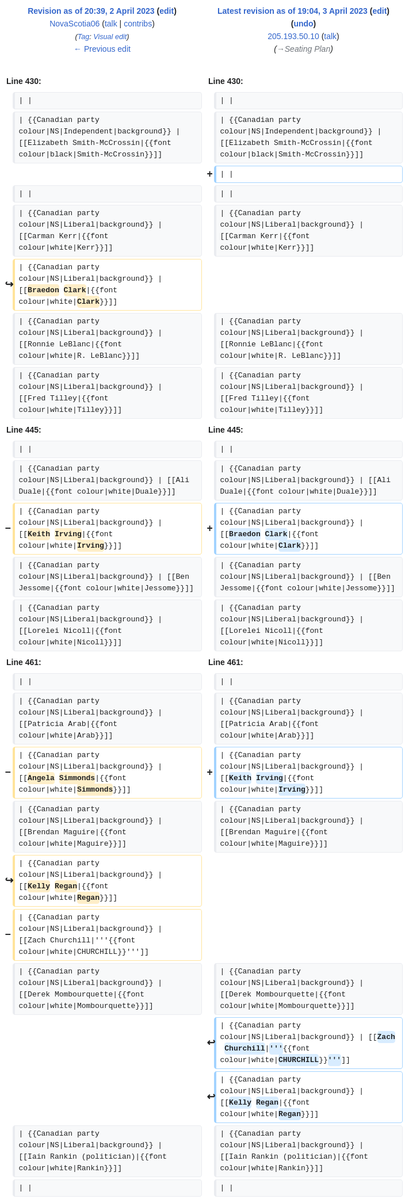 Revision as of 20:39, 2 April 2023 (edit)
NovaScotia06 (talk | contribs)
(Tag: Visual edit)
← Previous edit
Latest revision as of 19:04, 3 April 2023 (edit)
(undo)
205.193.50.10 (talk)
(→Seating Plan)
Line 430:
Line 430:
| |
| |
| {{Canadian party
colour|NS|Independent|background}} |
[[Elizabeth Smith-McCrossin|{{font
colour|black|Smith-McCrossin}}]]
| {{Canadian party
colour|NS|Independent|background}} |
[[Elizabeth Smith-McCrossin|{{font
colour|black|Smith-McCrossin}}]]
+ | |
| |
| |
| {{Canadian party
colour|NS|Liberal|background}} |
[[Carman Kerr|{{font
colour|white|Kerr}}]]
| {{Canadian party
colour|NS|Liberal|background}} |
[[Carman Kerr|{{font
colour|white|Kerr}}]]
| {{Canadian party
colour|NS|Liberal|background}} |
[[Braedon Clark|{{font
colour|white|Clark}}]]
| {{Canadian party
colour|NS|Liberal|background}} |
[[Ronnie LeBlanc|{{font
colour|white|R. LeBlanc}}]]
| {{Canadian party
colour|NS|Liberal|background}} |
[[Ronnie LeBlanc|{{font
colour|white|R. LeBlanc}}]]
| {{Canadian party
colour|NS|Liberal|background}} |
[[Fred Tilley|{{font
colour|white|Tilley}}]]
| {{Canadian party
colour|NS|Liberal|background}} |
[[Fred Tilley|{{font
colour|white|Tilley}}]]
Line 445:
Line 445:
| |
| |
| {{Canadian party
colour|NS|Liberal|background}} | [[Ali
Duale|{{font colour|white|Duale}}]]
| {{Canadian party
colour|NS|Liberal|background}} | [[Ali
Duale|{{font colour|white|Duale}}]]
− | {{Canadian party
colour|NS|Liberal|background}} |
[[Keith Irving|{{font
colour|white|Irving}}]]
+ | {{Canadian party
colour|NS|Liberal|background}} |
[[Braedon Clark|{{font
colour|white|Clark}}]]
| {{Canadian party
colour|NS|Liberal|background}} | [[Ben
Jessome|{{font colour|white|Jessome}}]]
| {{Canadian party
colour|NS|Liberal|background}} | [[Ben
Jessome|{{font colour|white|Jessome}}]]
| {{Canadian party
colour|NS|Liberal|background}} |
[[Lorelei Nicoll|{{font
colour|white|Nicoll}}]]
| {{Canadian party
colour|NS|Liberal|background}} |
[[Lorelei Nicoll|{{font
colour|white|Nicoll}}]]
Line 461:
Line 461:
| |
| |
| {{Canadian party
colour|NS|Liberal|background}} |
[[Patricia Arab|{{font
colour|white|Arab}}]]
| {{Canadian party
colour|NS|Liberal|background}} |
[[Patricia Arab|{{font
colour|white|Arab}}]]
− | {{Canadian party
colour|NS|Liberal|background}} |
[[Angela Simmonds|{{font
colour|white|Simmonds}}]]
+ | {{Canadian party
colour|NS|Liberal|background}} |
[[Keith Irving|{{font
colour|white|Irving}}]]
| {{Canadian party
colour|NS|Liberal|background}} |
[[Brendan Maguire|{{font
colour|white|Maguire}}]]
| {{Canadian party
colour|NS|Liberal|background}} |
[[Brendan Maguire|{{font
colour|white|Maguire}}]]
| {{Canadian party
colour|NS|Liberal|background}} |
[[Kelly Regan|{{font
colour|white|Regan}}]]
− | {{Canadian party
colour|NS|Liberal|background}} |
[[Zach Churchill|'''{{font
colour|white|CHURCHILL}}''']]
| {{Canadian party
colour|NS|Liberal|background}} |
[[Derek Mombourquette|{{font
colour|white|Mombourquette}}]]
| {{Canadian party
colour|NS|Liberal|background}} |
[[Derek Mombourquette|{{font
colour|white|Mombourquette}}]]
| {{Canadian party
colour|NS|Liberal|background}} | [[Zach
Churchill|'''{{font
colour|white|CHURCHILL}}''']]
| {{Canadian party
colour|NS|Liberal|background}} |
[[Kelly Regan|{{font
colour|white|Regan}}]]
| {{Canadian party
colour|NS|Liberal|background}} |
[[Iain Rankin (politician)|{{font
colour|white|Rankin}}]]
| {{Canadian party
colour|NS|Liberal|background}} |
[[Iain Rankin (politician)|{{font
colour|white|Rankin}}]]
| |
| |